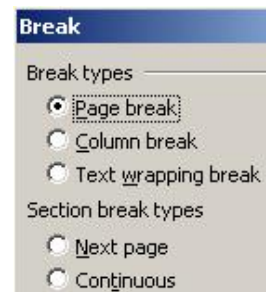 Break
Break types
Page break
Column break
Text wrapping break
Section break types
Next page
Continuous